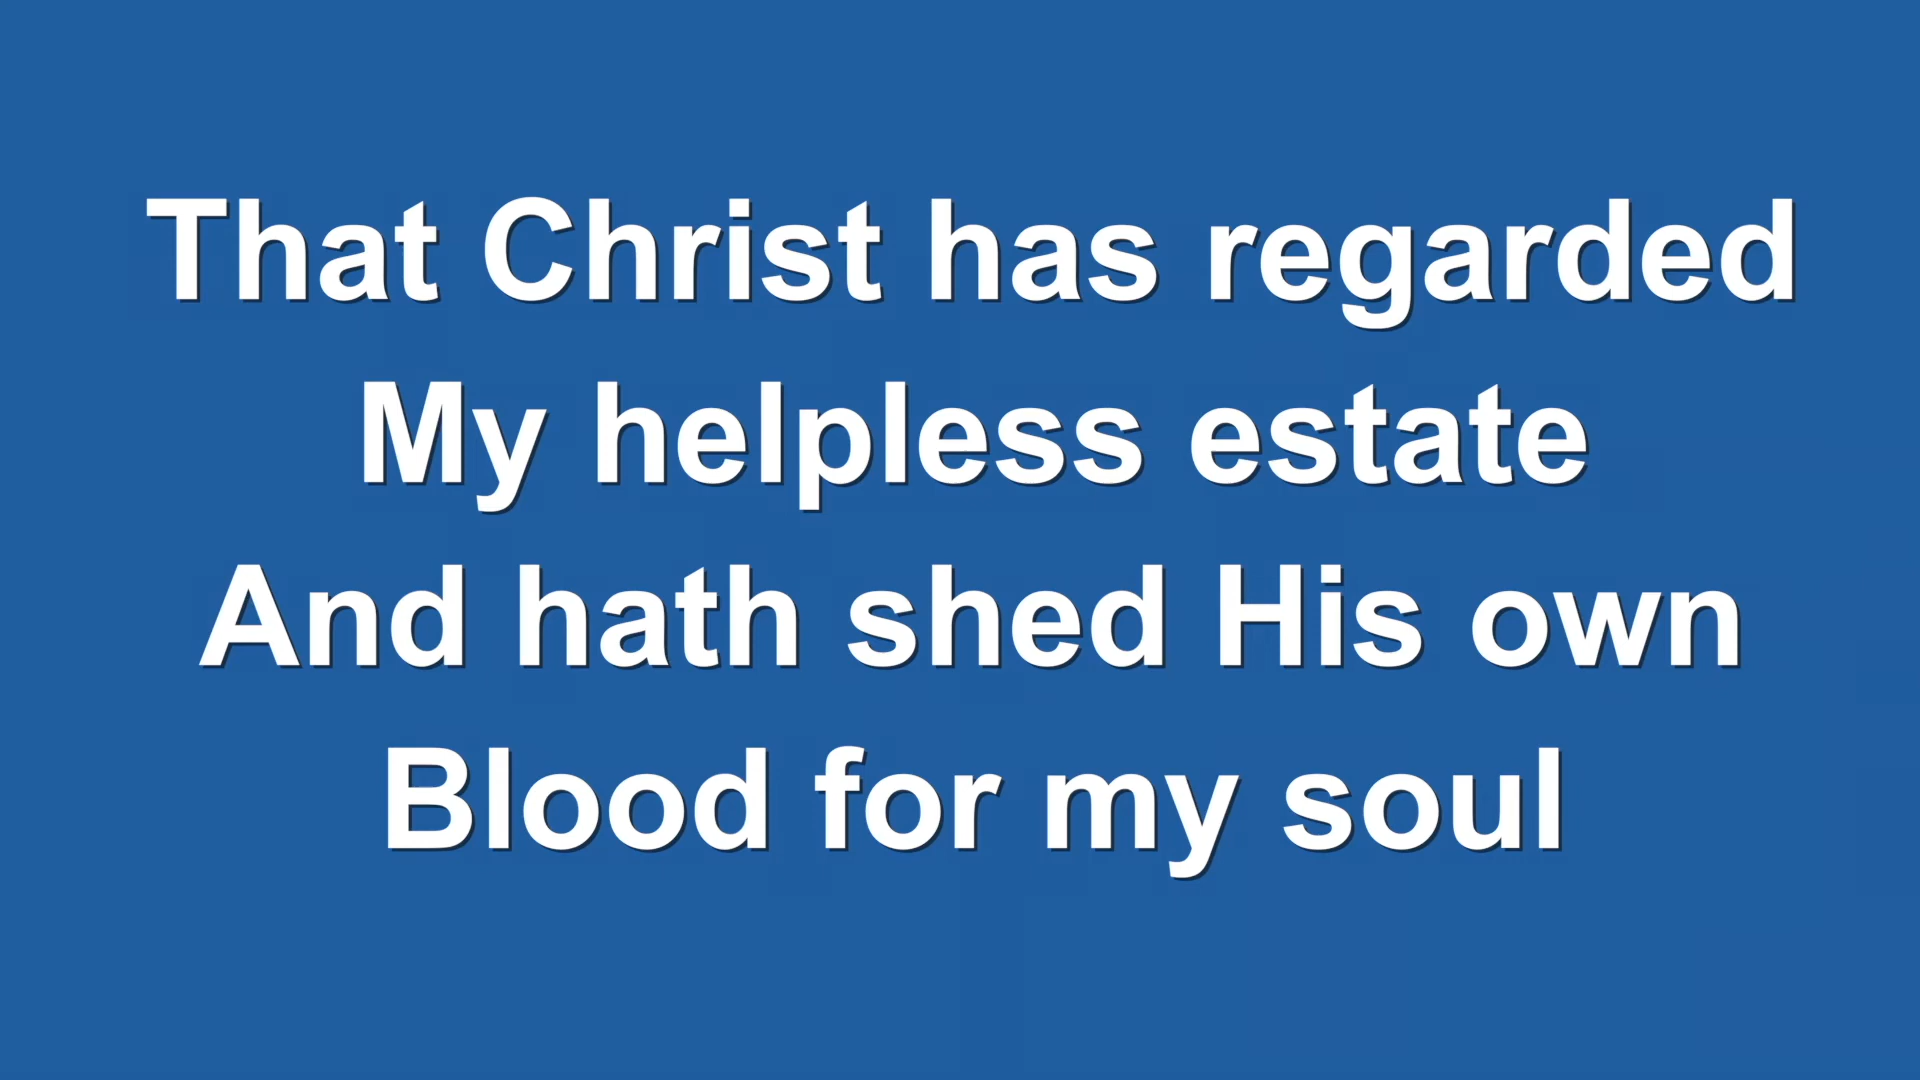 That Christ has regarded
My helpless estate
And hath shed His own
Blood for my soul